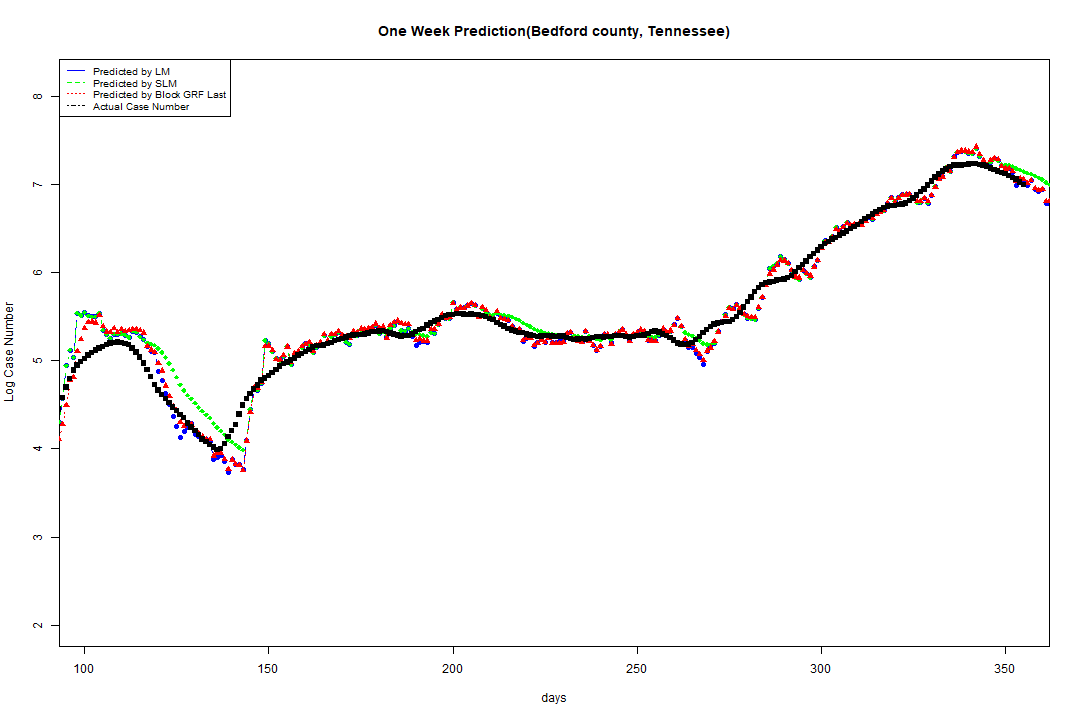 One Week Prediction(Bedford county, Tennessee)
Predicted by LM
Predicted by SLM
Predicted by Block GRF Last
Actual Case Number
8
7
6
5
4
3
2
Log Case Number
100 150 200 250 300 350
days